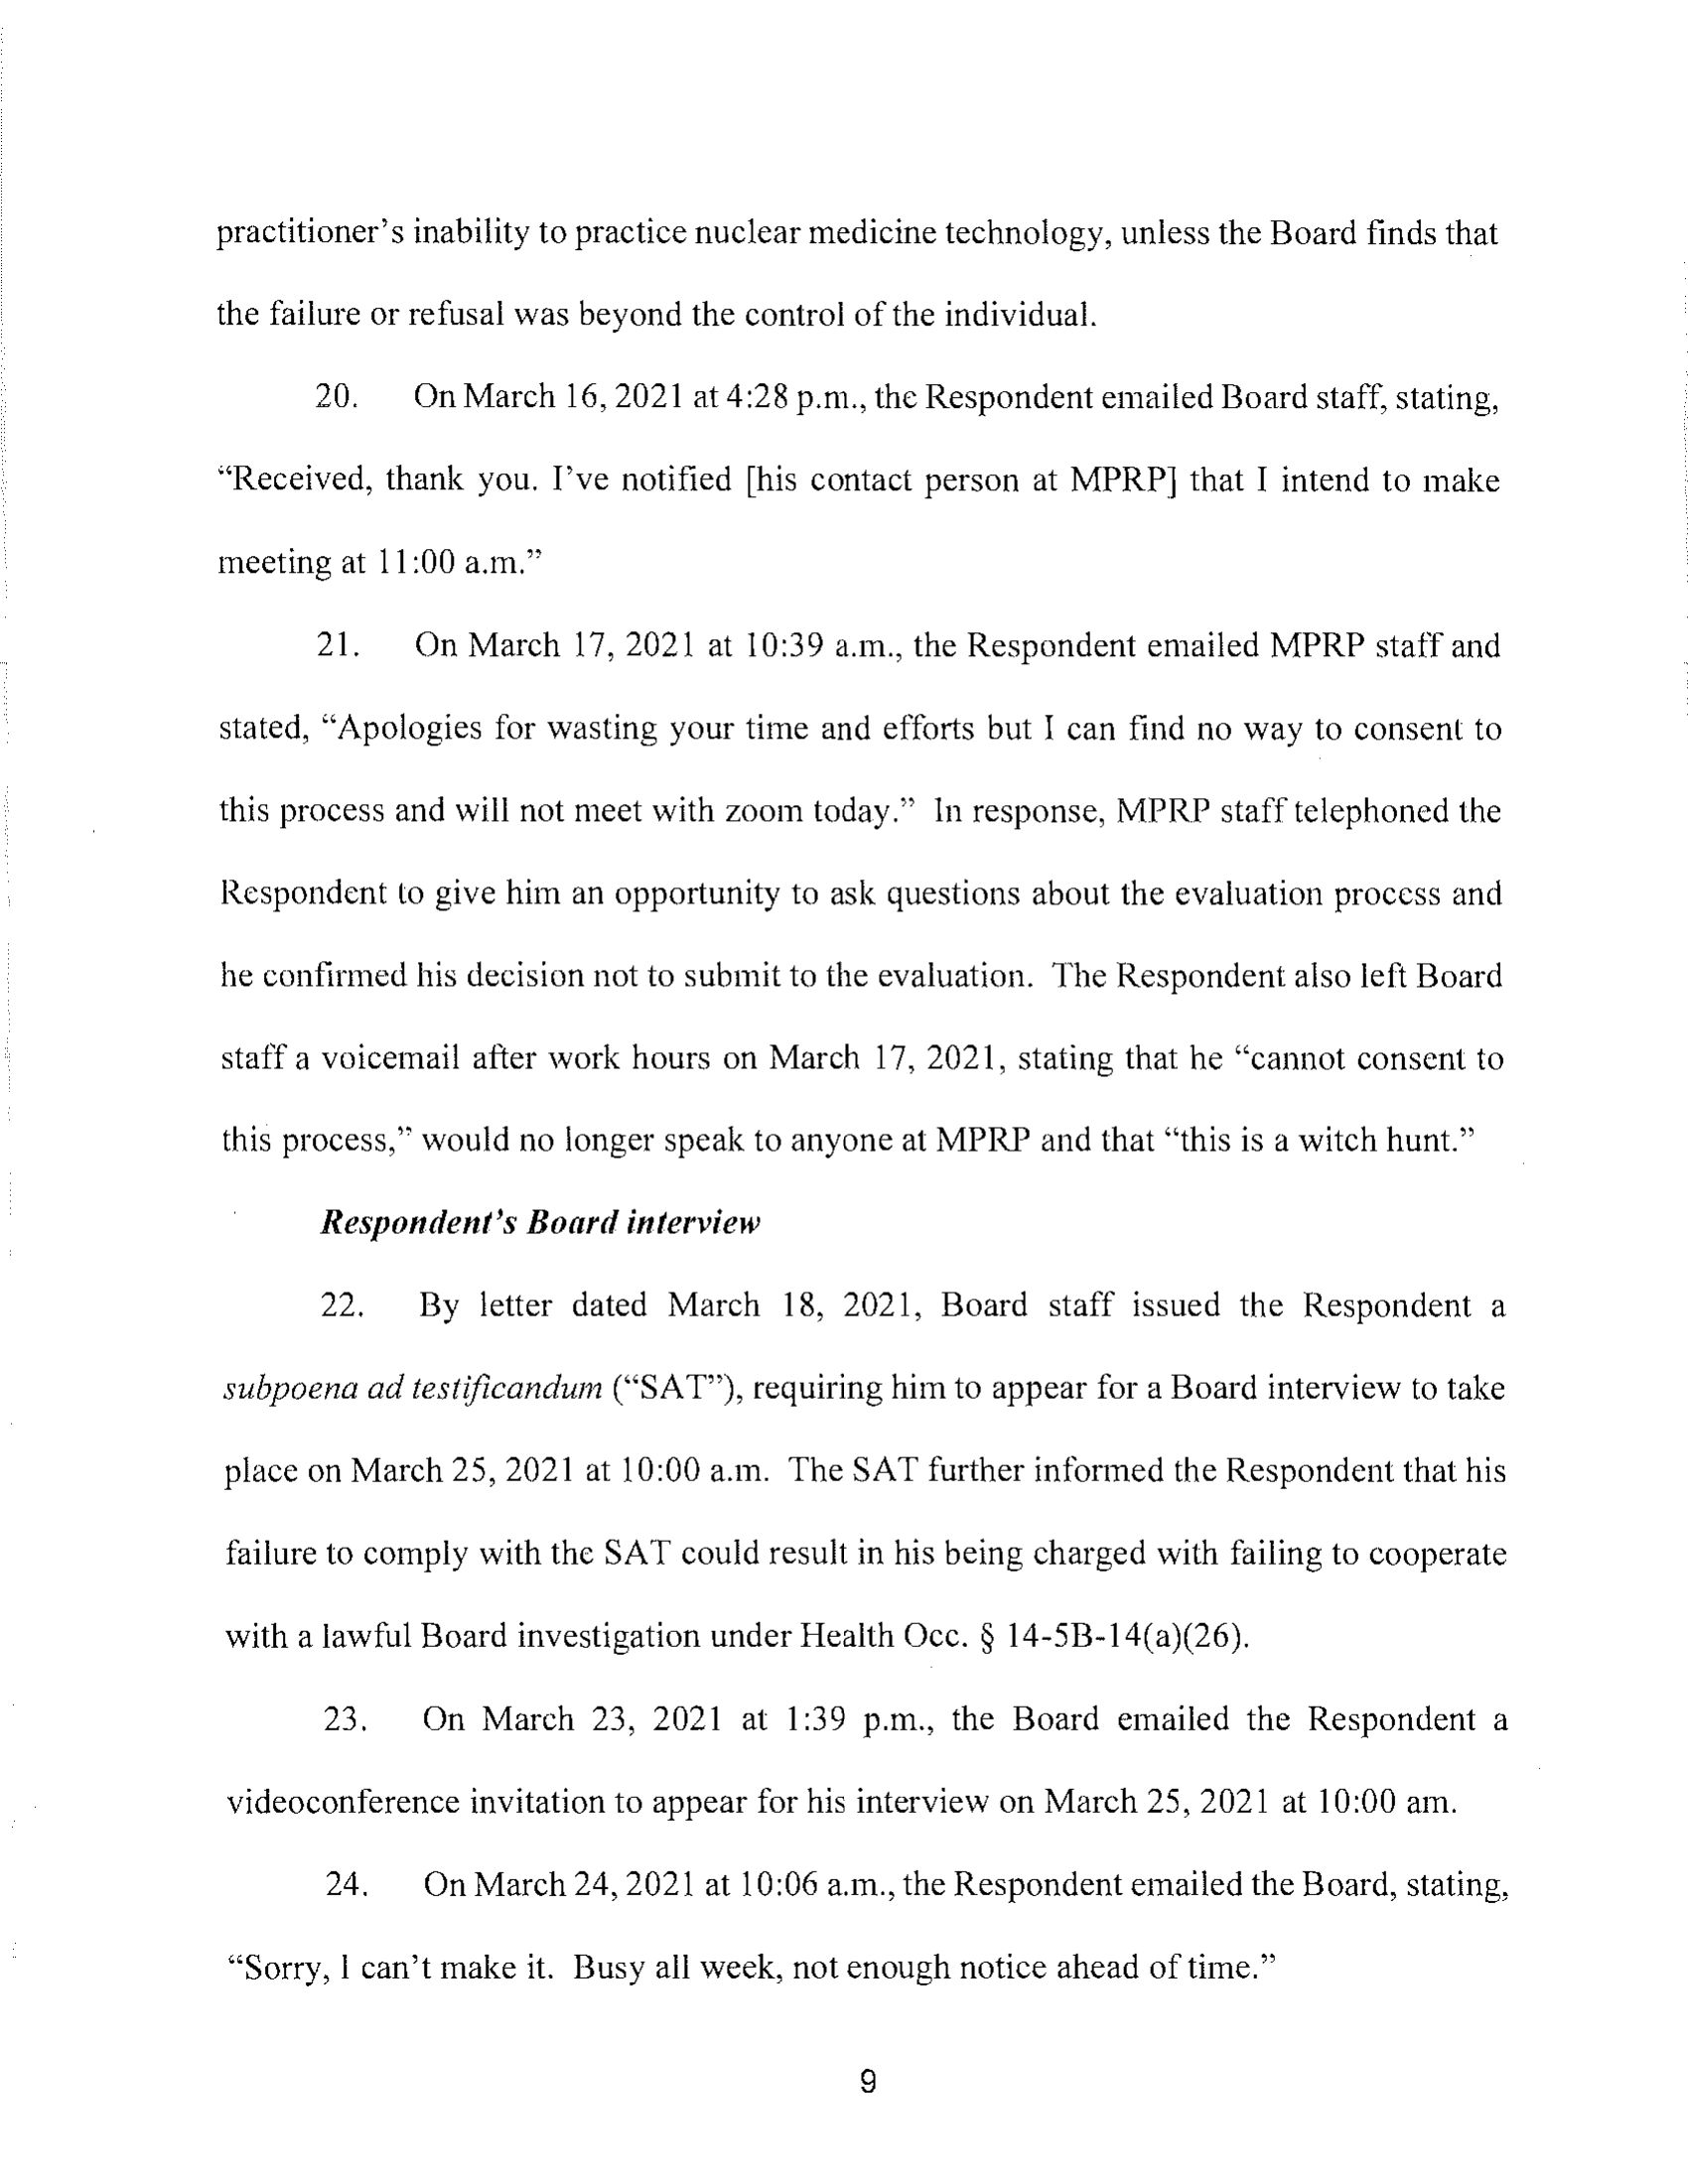 practitioner's inability to practice nuclear medicine technology, unless the Board finds that
the failure or refusal was beyond the control of the individual.
20. On March 16, 2021 at 4:28 p.m., the Respondent emailed Board staff, stating,
“Received, thank you. I've notified [his contact person at MPRP] that I intend to make
meeting at 11:00 a.m.”
21. On March 17, 2021 at 10:39 a.m., the Respondent emailed MPRP staff and
stated, “Apologies for wasting your time and efforts but I can find no way to consent to
this process and will not meet with zoom today.” In response, MPRP staff telephoned the
Respondent to give him an opportunity to ask questions about the evaluation process and
he confirmed his decision not to submit to the evaluation. The Respondent also left Board
staff a voicemail after work hours on March 17, 2021, stating that he “cannot consent to
this process,” would no longer speak to anyone at MPRP and that “this is a witch hunt.”
Respondent's Board interview
22. By letter dated March 18, 2021, Board staff issued the Respondent a
subpoena ad testificandum (“SAT”), requiring him to appear for a Board interview to take
place on March 25, 2021 at 10:00 a.m. The SAT further informed the Respondent that his
failure to comply with the SAT could result in his being charged with failing to cooperate
with a lawful Board investigation under Health Occ. § 14-5B-14(a)(26).
23. On March 23, 2021 at 1:39 p.m., the Board emailed the Respondent a
videoconference invitation to appear for his interview on March 25, 2021 at 10:00 am.
24. On March 24, 2021 at 10:06 a.m., the Respondent emailed the Board, stating,
“Sorry, I can't make it. Busy all week, not enough notice ahead of time.”
9